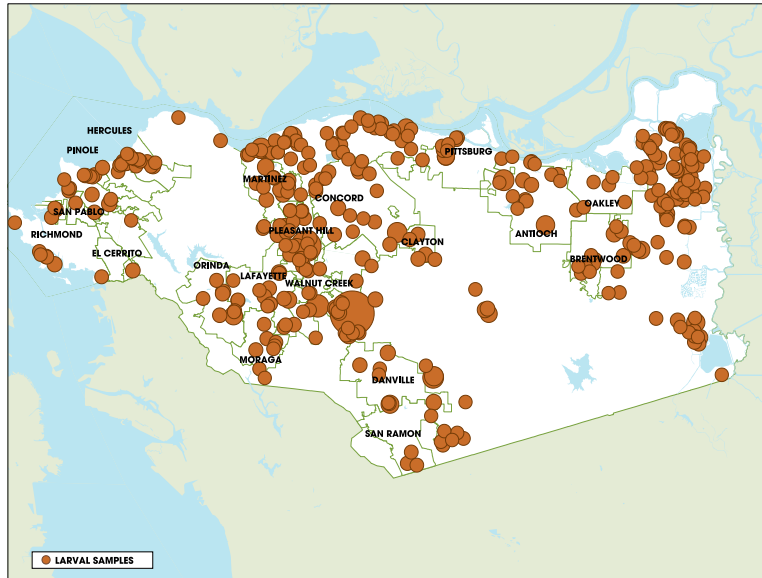 HERCULES
PINOLE
PITTSBURG
MARTINEZ
CONCORD
OAKLEY
SAN PABLO
RICHMOND
PLEASANT HILL
ANTIOCH
CLAYTON
EL CERRITO
BRENTWOOD
ORINDA
LAFAYETTE
WALNUT CREEK
MORAGA
DANVILLE
SAN RAMON
LARVAL SAMPLES